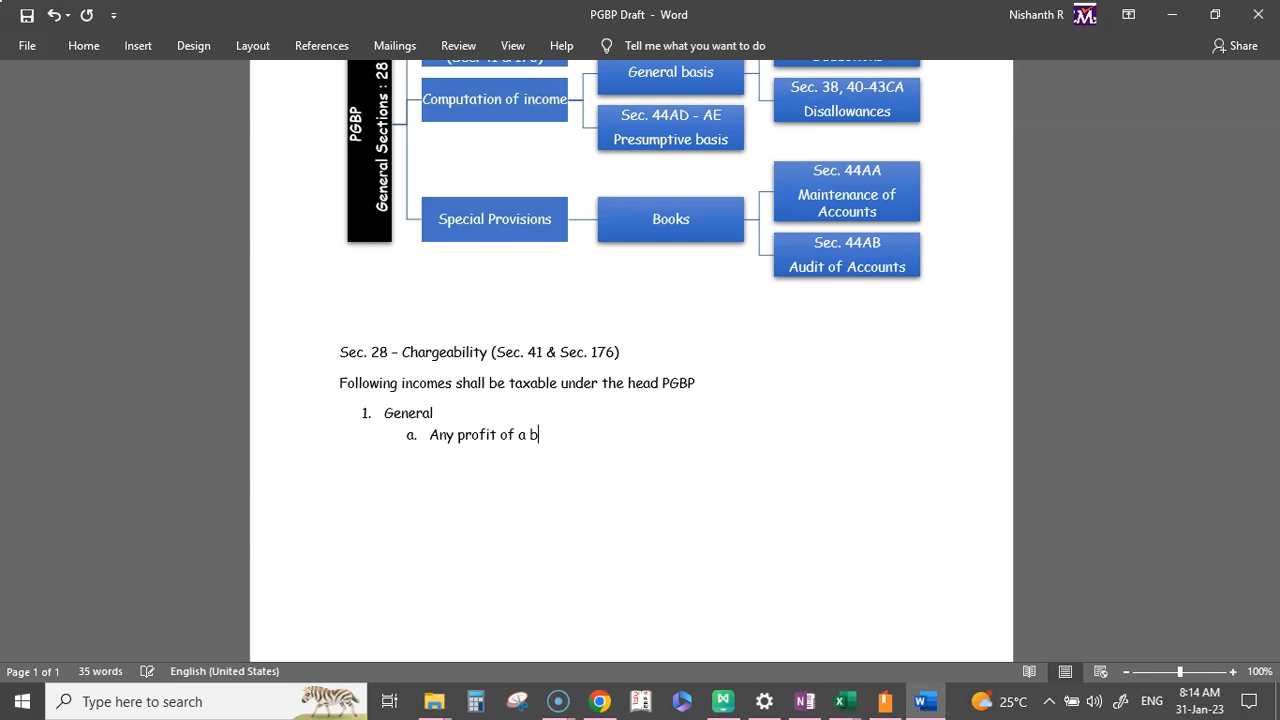 PGBP Draft - Word
Nishanth R
File Home Insert Design Layout References Mailings Review View Help Tell me what you want to do Share
PGBP
General Sections : 28
(Sec. 41 & 176)
Computation of income
General basis
Sec. 44AD - AE
Presumptive basis
Sec. 38, 40-43CA
Disallowances
Special Provisions
Books
Sec. 44AA
Maintenance of
Accounts
Sec. 44AB
Audit of Accounts
Sec. 28 – Chargeability (Sec. 41 & Sec. 176)
Following incomes shall be taxable under the head PGBP
1. General
a. Any profit of a b
Page 1 of 1 35 words English (United States) 100%
Type here to search
25°C ENG 8:14 AM
31-Jan-23